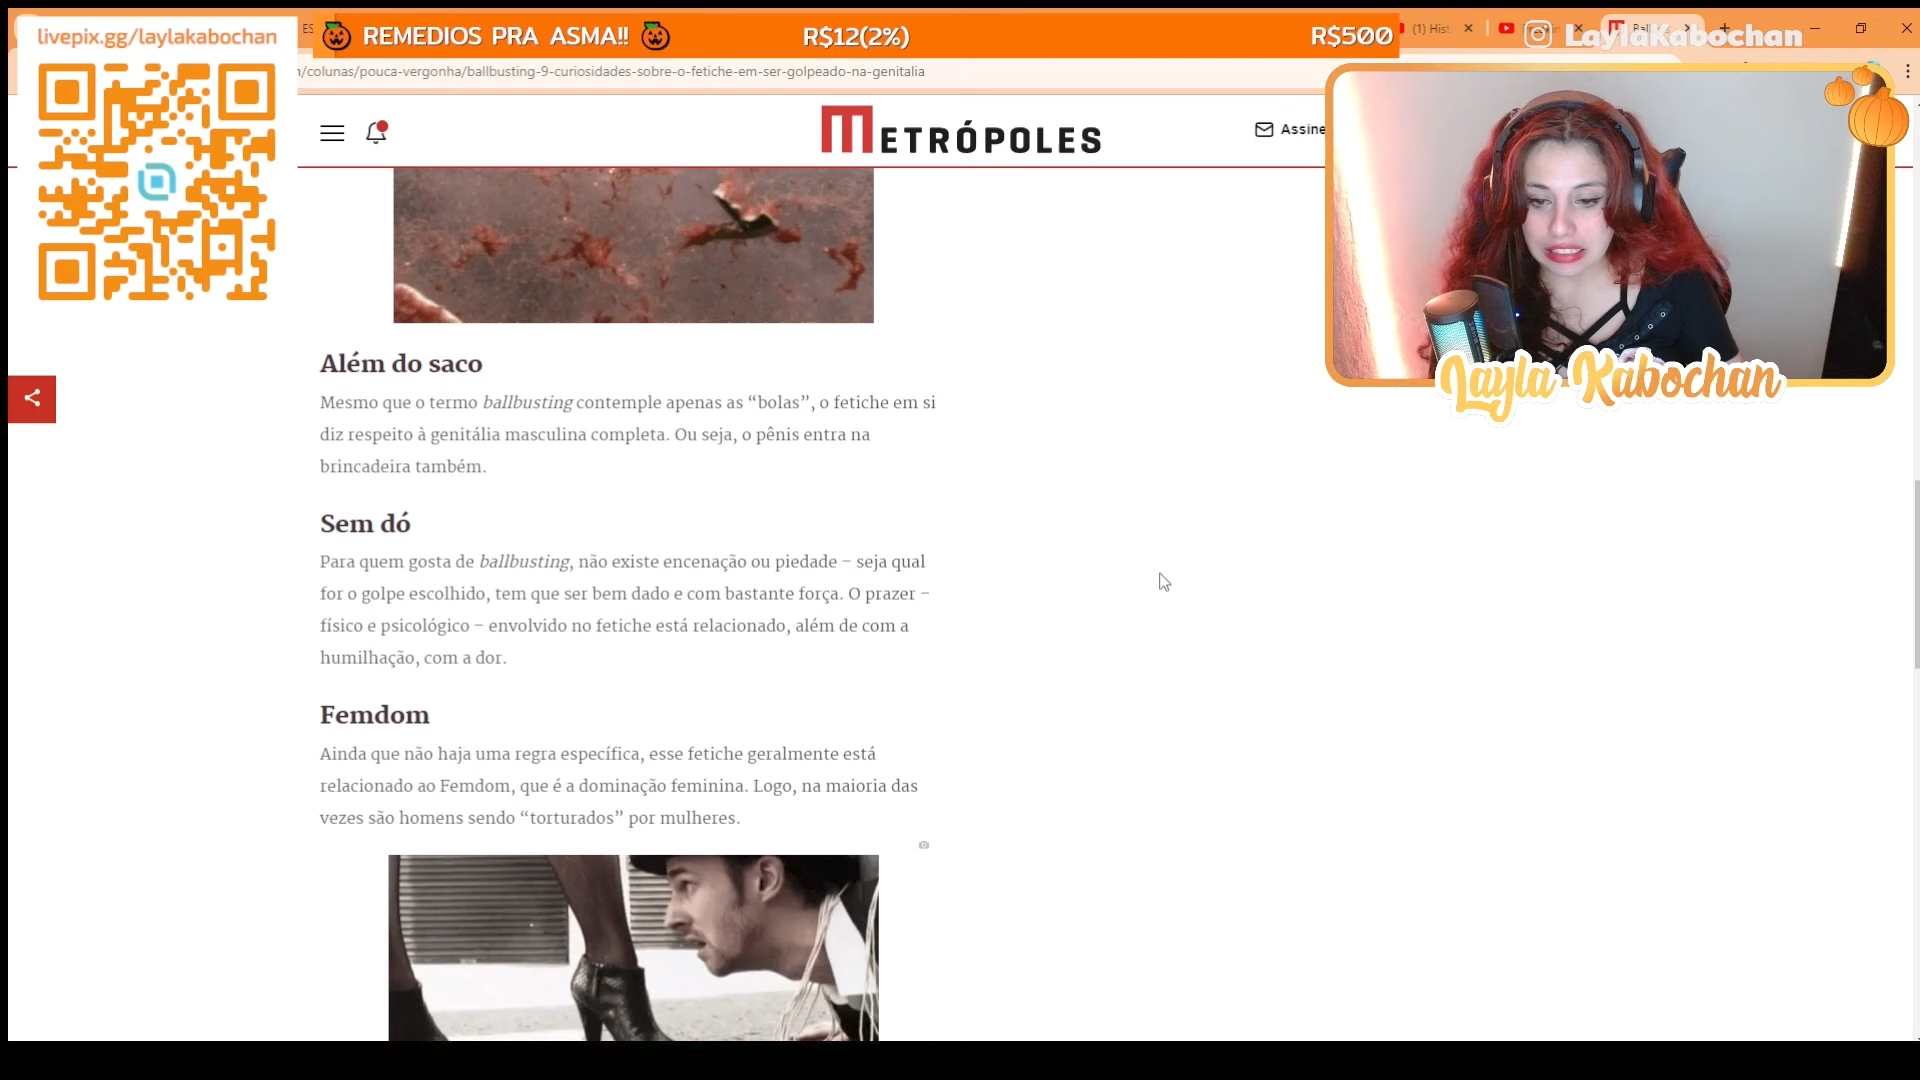 livepix.gg/laylakabochan
REMEDIOS PRA ASMA!! R$12(2%) R$500
(1) Hist
LaylaKabochan
/colunas/pouca-vergonha/ballbusting-9-curiosidades-sobre-o-fetiche-em-ser-golpeado-na-genitalia
METRÓPOLES
Assine
Layla Kabochan
Além do saco
Mesmo que o termo ballbusting contemple apenas as “bolas”, o fetiche em si
diz respeito à genitália masculina completa. Ou seja, o pênis entra na
brincadeira também.
Sem dó
Para quem gosta de ballbusting, não existe encenação ou piedade – seja qual
for o golpe escolhido, tem que ser bem dado e com bastante força. O prazer –
físico e psicológico – envolvido no fetiche está relacionado, além de com a
humilhação, com a dor.
Femdom
Ainda que não haja uma regra específica, esse fetiche geralmente está
relacionado ao Femdom, que é a dominação feminina. Logo, na maioria das
vezes são homens sendo “torturados” por mulheres.